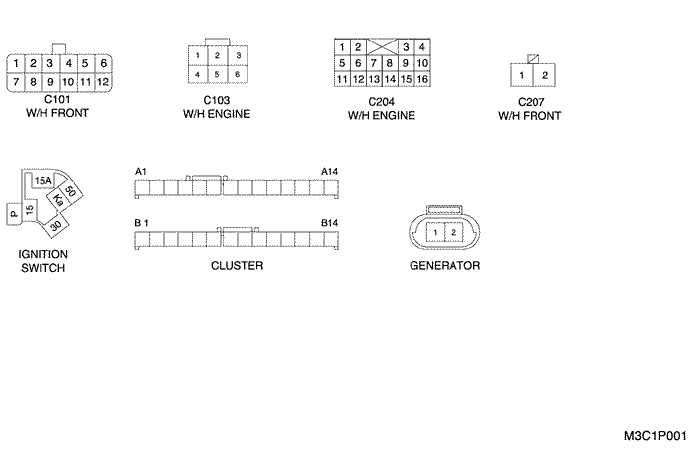 1 2 3 4 5 6
7 8 9 10 11 12
C101
W/H FRONT
1 2 3
4 5 6
C103
W/H ENGINE
1 2 3 4
5 6 7 8 9 10
11 12 13 14 15 16
C204
W/H ENGINE
1 2
C207
W/H FRONT
15A
50
Ka
P
15
30
IGNITION
SWITCH
A1 A14
B 1 B14
CLUSTER
1 2
GENERATOR
M3C1P001